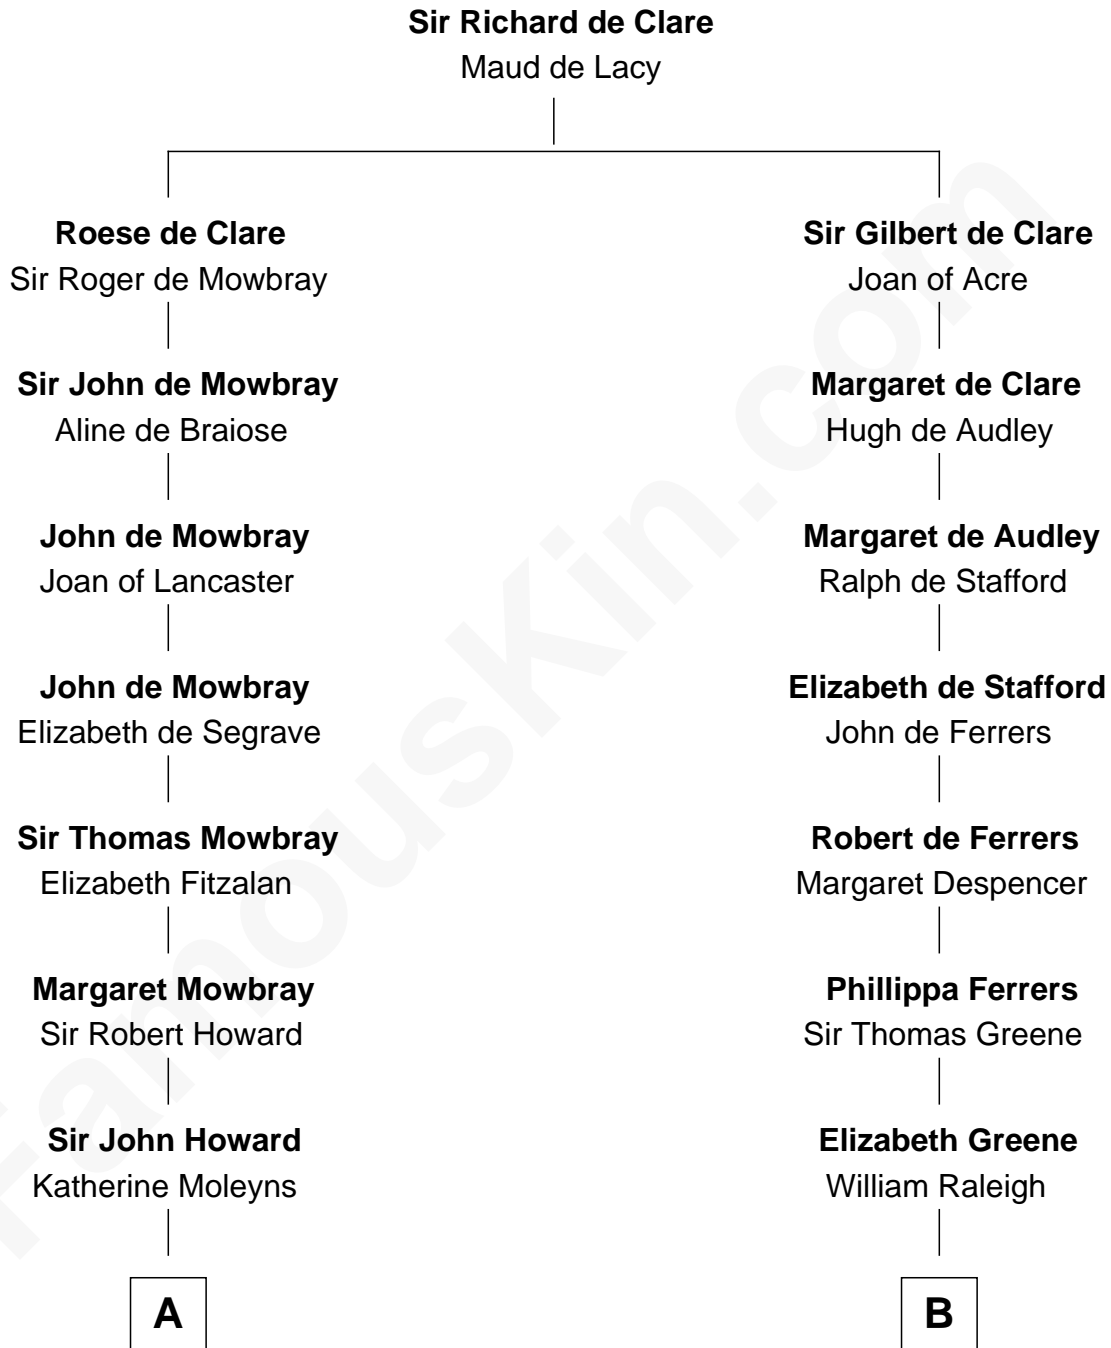 Sir Richard de Clare
Maud de Lacy
Roese de Clare
Sir Roger de Mowbray
Sir Gilbert de Clare
Joan of Acre
Sir John de Mowbray
Aline de Braiose
Margaret de Clare
Hugh de Audley
John de Mowbray
Joan of Lancaster
Margaret de Audley
Ralph de Stafford
John de Mowbray
Elizabeth de Segrave
Elizabeth de Stafford
John de Ferrers
Sir Thomas Mowbray
Elizabeth Fitzalan
Robert de Ferrers
Margaret Despencer
Margaret Mowbray
Sir Robert Howard
Phillippa Ferrers
Sir Thomas Greene
Sir John Howard
Katherine Moleyns
Elizabeth Greene
William Raleigh
A
B
FamousKin.com